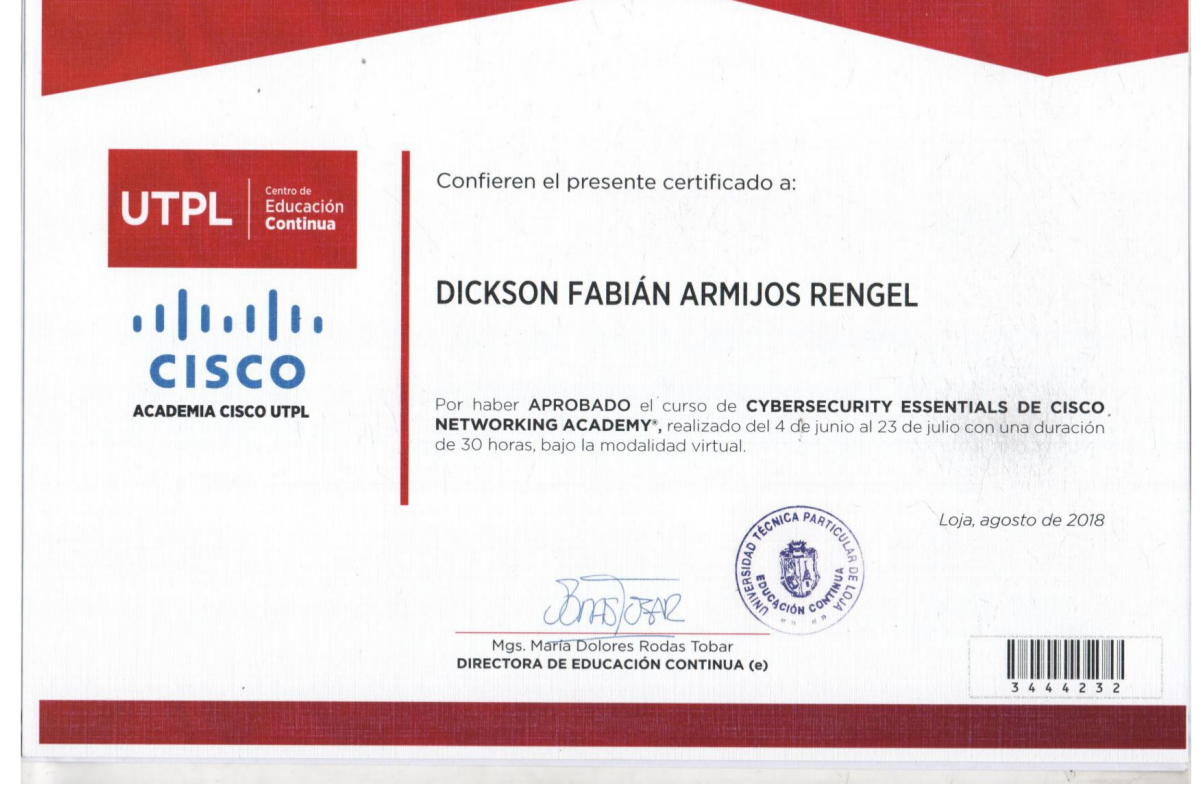 UTPL
Centro de
Educación
Continua
CISCO
ACADEMIA CISCO UTPL
Confieren el presente certificado a:
DICKSON FABIÁN ARMIJOS RENGEL
Por haber APROBADO el curso de CYBERSECURITY ESSENTIALS DE CISCO
NETWORKING ACADEMY®, realizado del 4 de junio al 23 de julio con una duración
de 30 horas, bajo la modalidad virtual.
Loja, agosto de 2018
UNIVERSIDAD TÉCNICA PARTICULAR DE LOJA
EDUCACIÓN CONTINUA
Mgs. María Dolores Rodas Tobar
DIRECTORA DE EDUCACIÓN CONTINUA (e)
3444232